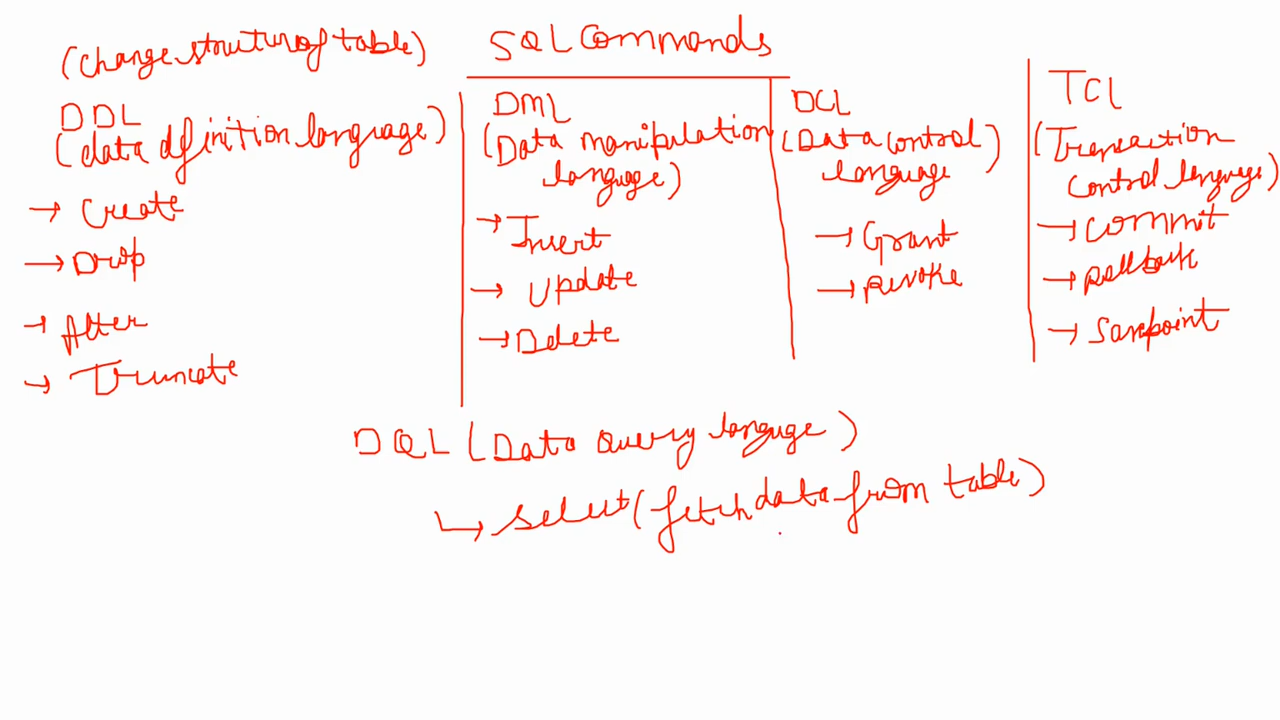 SQL Commands
(change structure of table)
DDL
(data definition language)
→ Create
→ Drop
→ Alter
→ Truncate
DML
(Data manipulation
language)
→ Insert
→ Update
→ Delete
DCL
(Data control
language)
→ Grant
→ Revoke
TCL
(Transaction
control language)
→ Commit
→ Rollback
→ Savepoint
DQL (Data Query languge)
↳ select (fetch data from table)